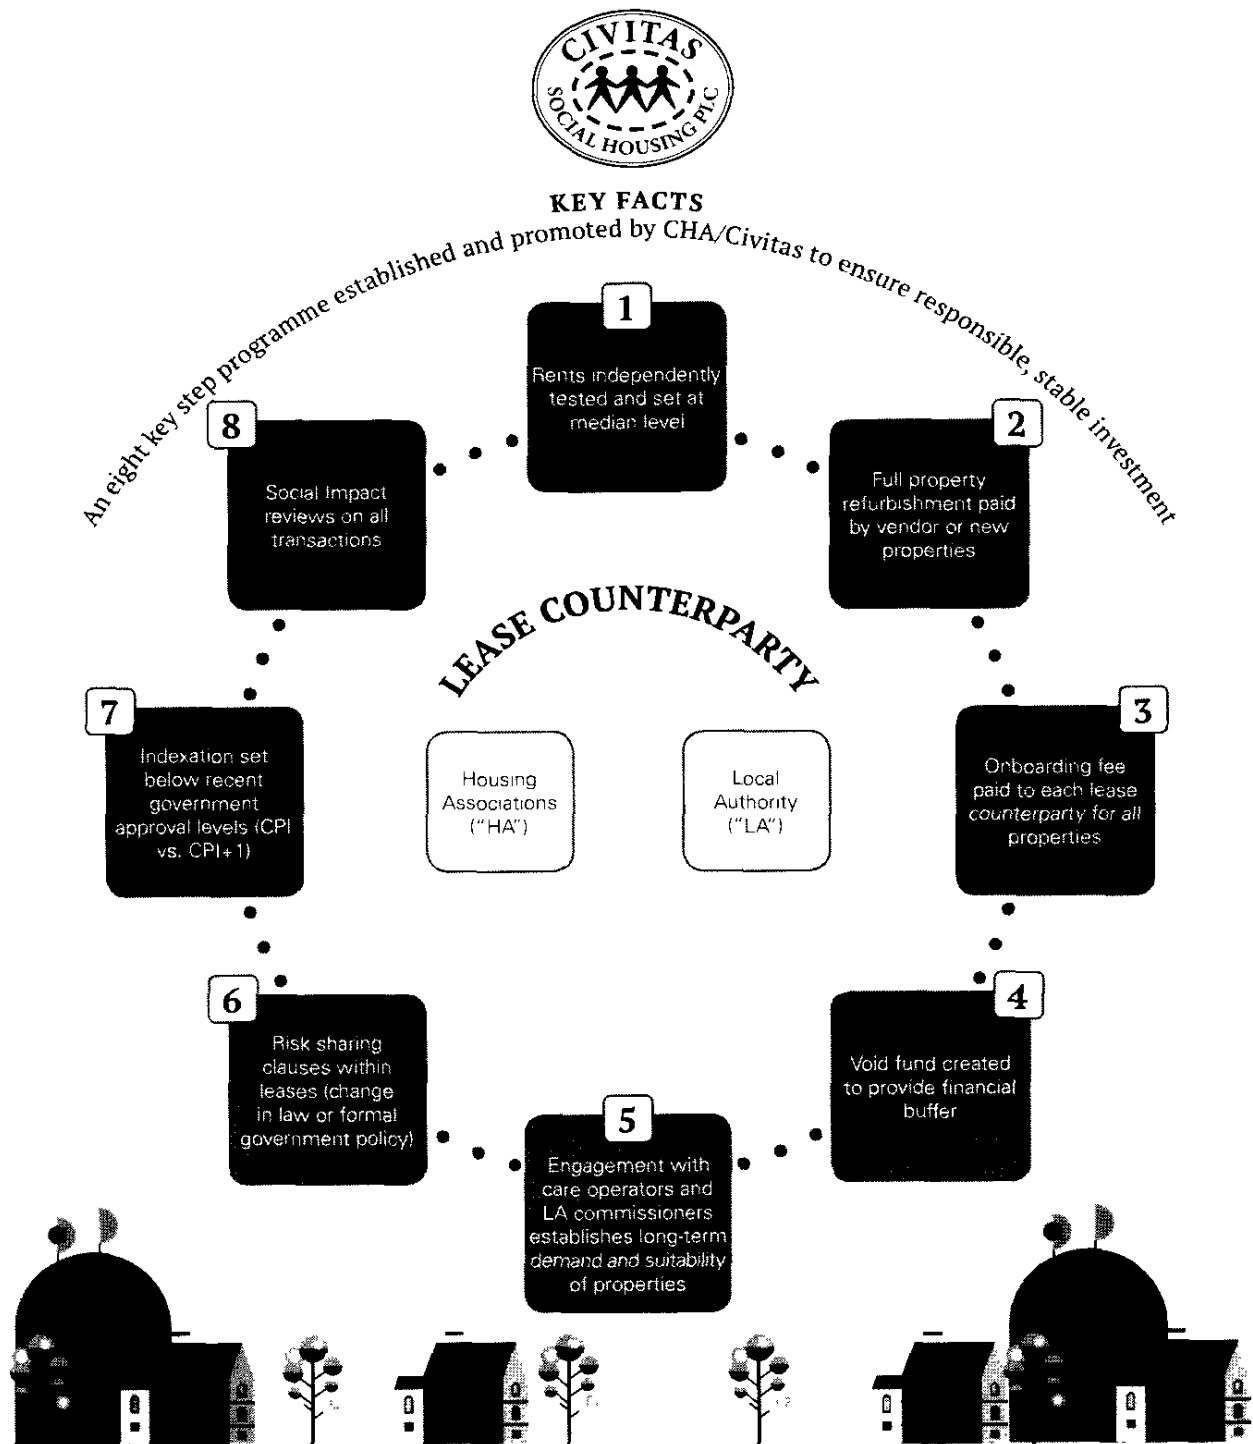 CIVITAS
SOCIAL HOUSING PLC
KEY FACTS
An eight key step programme established and promoted by CHA/Civitas to ensure responsible, stable investment
1
Rents independently
tested and set at
median level
2
Full property
refurbishment paid
by vendor or new
properties
3
Onboarding fee
paid to each lease
counterparty for all
properties
4
Void fund created
to provide financial
buffer
5
Engagement with
care operators and
LA commissioners
establishes long-term
demand and suitability
of properties
6
Risk sharing
clauses within
leases (change
in law or formal
government policy)
7
Indexation set
below recent
government
approval levels (CPI
vs. CPI+1)
8
Social Impact
reviews on all
transactions
LEASE COUNTERPARTY
Housing
Associations
("HA")
Local
Authority
("LA")